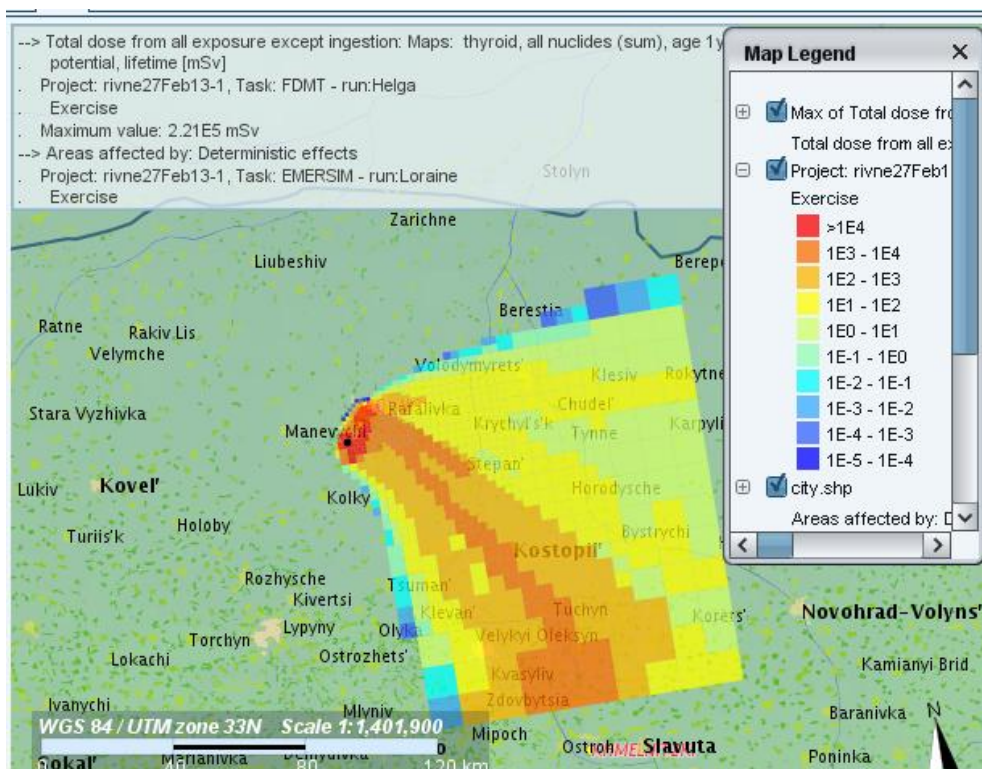 --> Total dose from all exposure except ingestion: Maps: thyroid, all nuclides (sum), age 1y
. potential, lifetime [mSv]
. Project: rivne27Feb13-1, Task: FDMT - run:Helga
. Exercise
. Maximum value: 2.21E5 mSv
--> Areas affected by: Deterministic effects
. Project: rivne27Feb13-1, Task: EMERSIM - run:Loraine
. Exercise
Map Legend
Max of Total dose fro
Total dose from all ex
Project: rivne27Feb1
Exercise
>1E4
1E3 - 1E4
1E2 - 1E3
1E1 - 1E2
1E0 - 1E1
1E-1 - 1E0
1E-2 - 1E-1
1E-3 - 1E-2
1E-4 - 1E-3
1E-5 - 1E-4
city.shp
Areas affected by: D
Stolyn
Zarichne
Liubeshiv
Berestia
Ratne
Rakiv Lis
Velymche
Volodymyrets'
Klesiv
Rokytne
Stara Vyzhivka
Rafalivka
Chudel'
Manevychi
Krychyl's'k
Tynne
Stepan'
Lukiv
Kovel'
Kolky
Horodysche
Turiis'k
Holoby
Bystrychi
Kostopil'
Rozhysche
Tsuman'
Kivertsi
Klevan'
Tuchyn
Korets'
Novohrad-Volyns'
Torchyn
Lypyny
Olyka
Velykyi Oleksyn
Lokachi
Ostrozhets'
Kamianyi Brid
Kvasyliv
Ivanychi
Mlyniv
Zdovbytsia
Baranivka
N
WGS 84 / UTM zone 33N Scale 1:1,401,900
Mipoch
Ostroh
Slavuta
Sokal'
Marianivka
Demydivka
Poninka
0 40 80 120 km